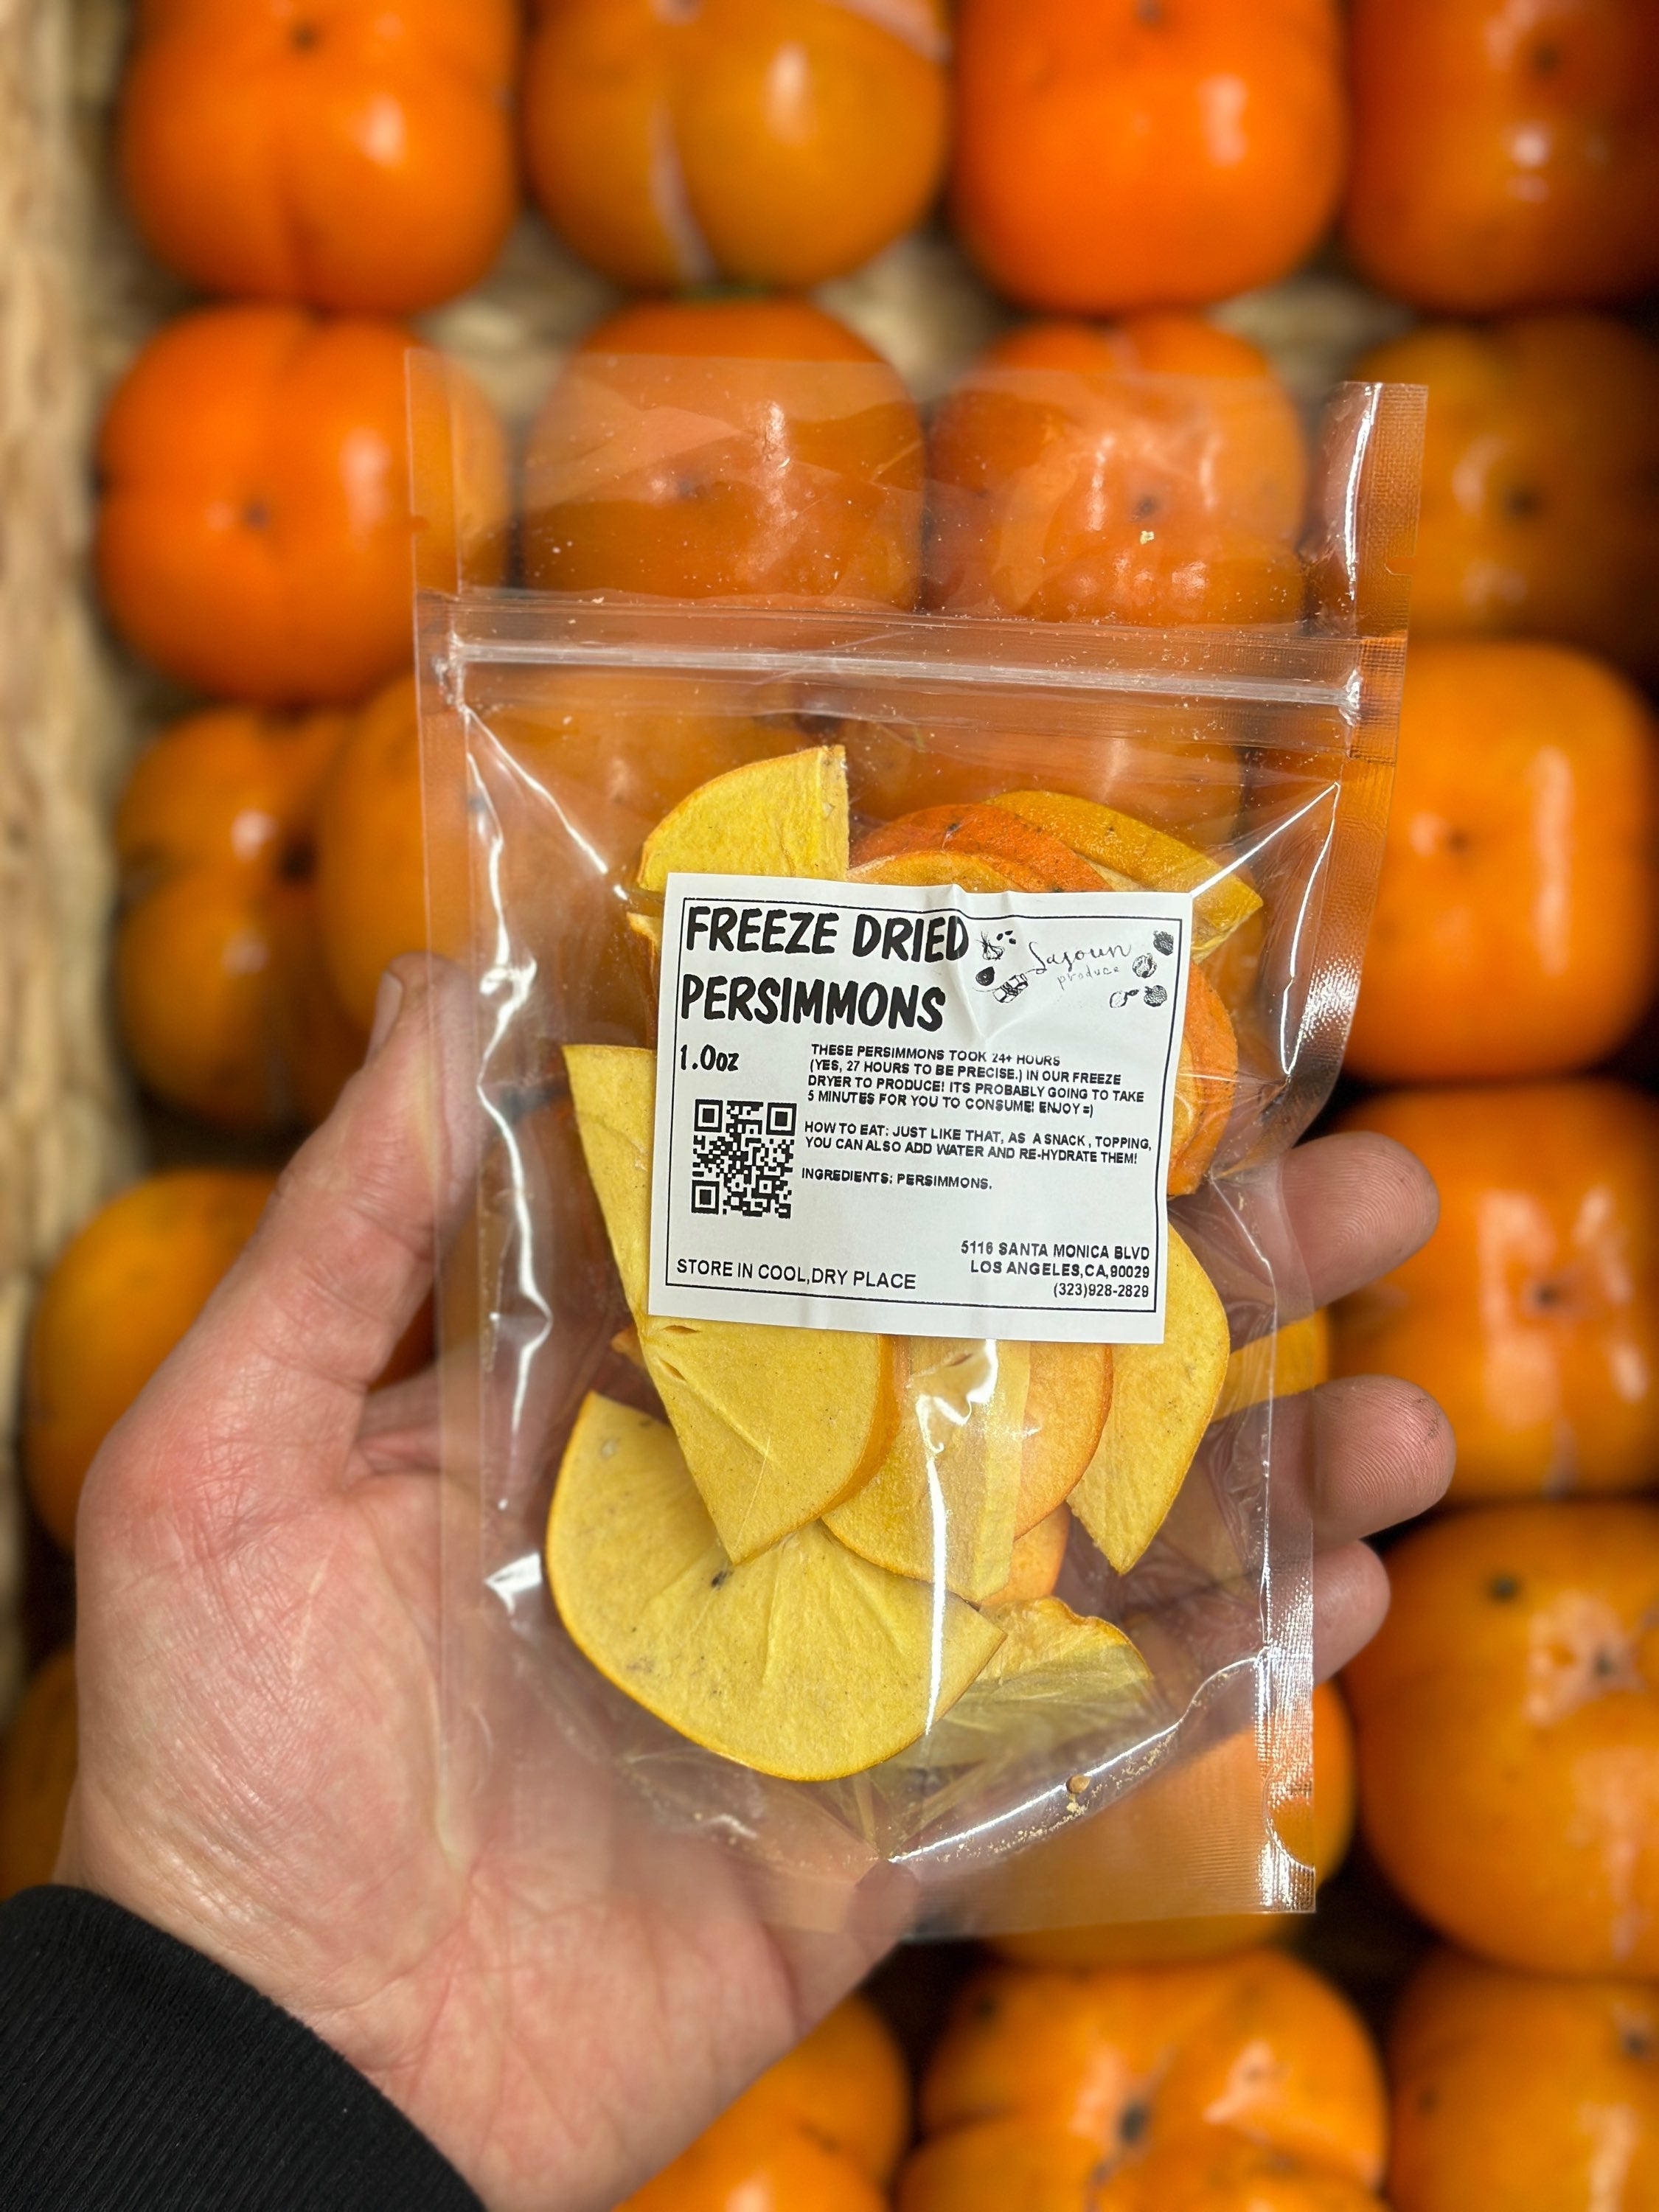 FREEZE DRIED
PERSIMMONS
Sajoun
produce
1.0oz
THESE PERSIMMONS TOOK 24+ HOURS
(YES, 27 HOURS TO BE PRECISE.) IN OUR FREEZE
DRYER TO PRODUCE! ITS PROBABLY GOING TO TAKE
5 MINUTES FOR YOU TO CONSUME! ENJOY =)
HOW TO EAT: JUST LIKE THAT, AS A SNACK, TOPPING,
YOU CAN ALSO ADD WATER AND RE-HYDRATE THEM!
INGREDIENTS: PERSIMMONS.
STORE IN COOL,DRY PLACE
5116 SANTA MONICA BLVD
LOS ANGELES,CA,90029
(323)928-2829